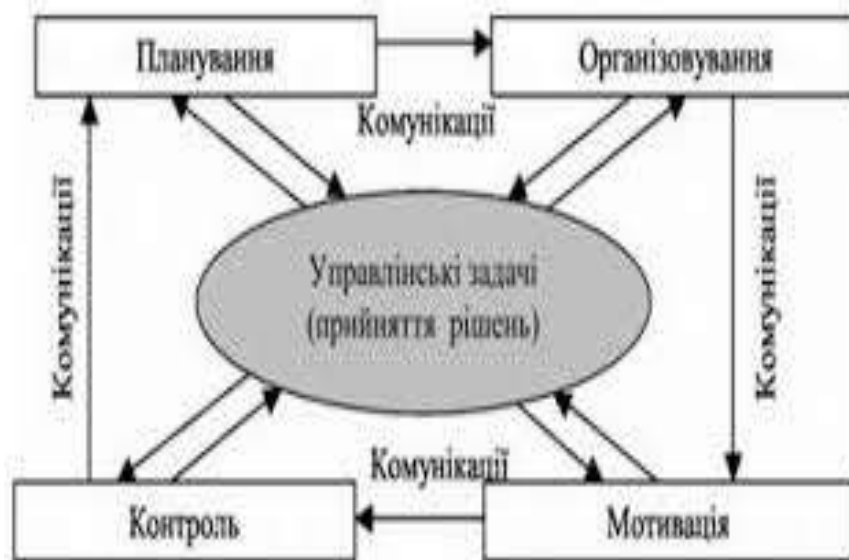 Планування
Організовування
Комунікації
Комунікації
Комунікації
Управлінські задачі
(прийняття рішень)
Комунікації
Контроль
Мотивація